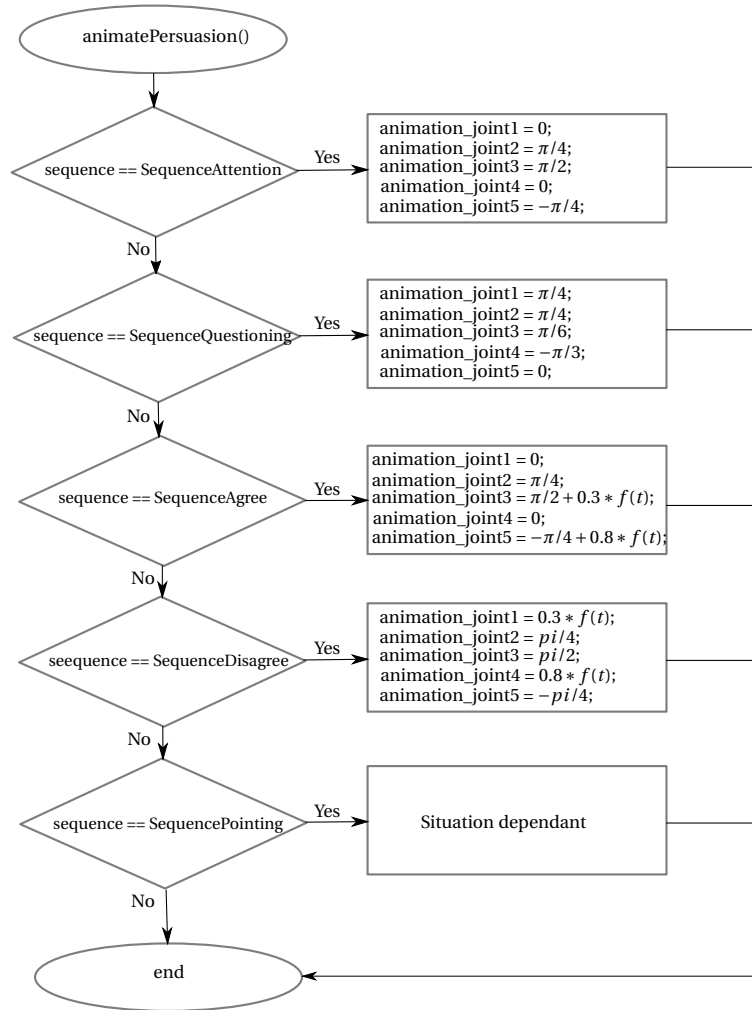 animatePersuasion()
sequence == SequenceAttention
Yes
animation_joint1 = 0;
animation_joint2 = π/4;
animation_joint3 = π/2;
animation_joint4 = 0;
animation_joint5 = −π/4;
No
sequence == SequenceQuestioning
Yes
animation_joint1 = π/4;
animation_joint2 = π/4;
animation_joint3 = π/6;
animation_joint4 = −π/3;
animation_joint5 = 0;
No
sequence == SequenceAgree
Yes
animation_joint1 = 0;
animation_joint2 = π/4;
animation_joint3 = π/2 + 0.3 * f(t);
animation_joint4 = 0;
animation_joint5 = −π/4 + 0.8 * f(t);
No
seequence == SequenceDisagree
Yes
animation_joint1 = 0.3 * f(t);
animation_joint2 = pi/4;
animation_joint3 = pi/2;
animation_joint4 = 0.8 * f(t);
animation_joint5 = −pi/4;
No
sequence == SequencePointing
Yes
Situation dependant
No
end